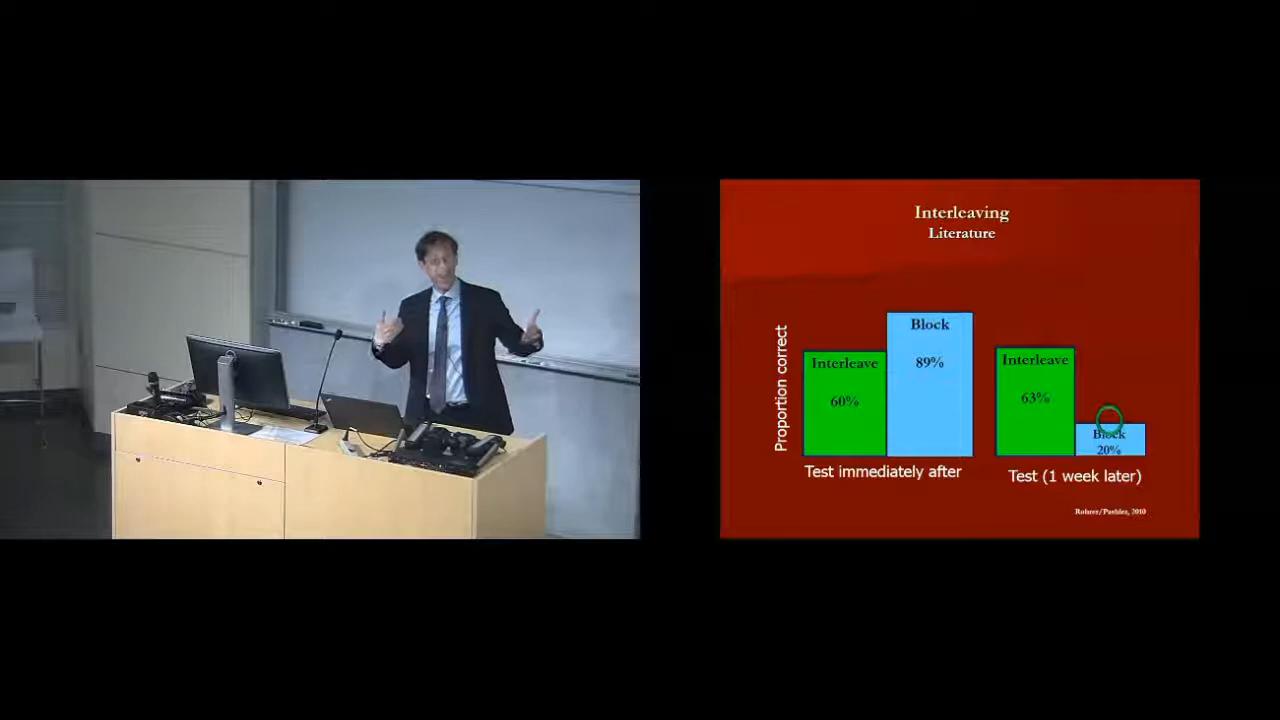 Interleaving
Literature
Proportion correct
Interleave
60%
Block
89%
Interleave
63%
Block
20%
Test immediately after
Test (1 week later)
Rohrer/Pashler, 2010